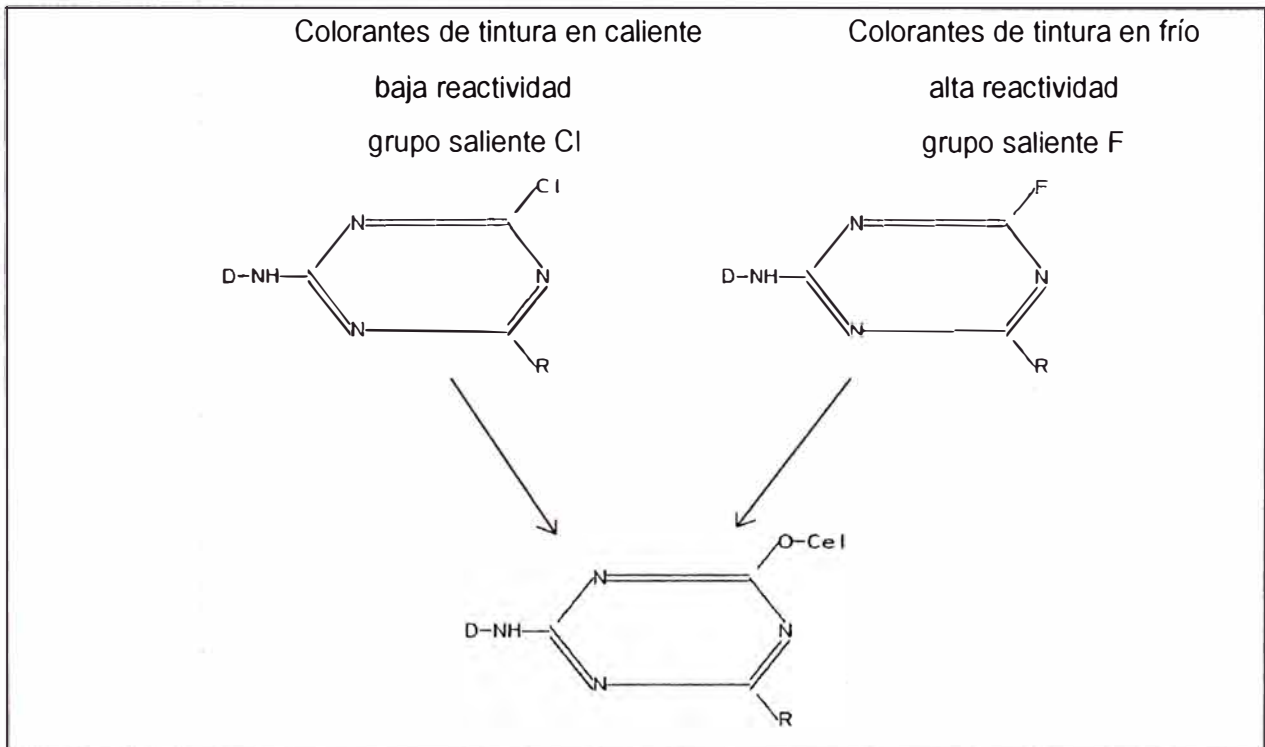 Colorantes de tintura en caliente
baja reactividad
grupo saliente Cl
Colorantes de tintura en frío
alta reactividad
grupo saliente F
Cl
N
D-NH
N
N
R
F
N
D-NH
N
N
R
O-Cel
N
D-NH
N
N
R